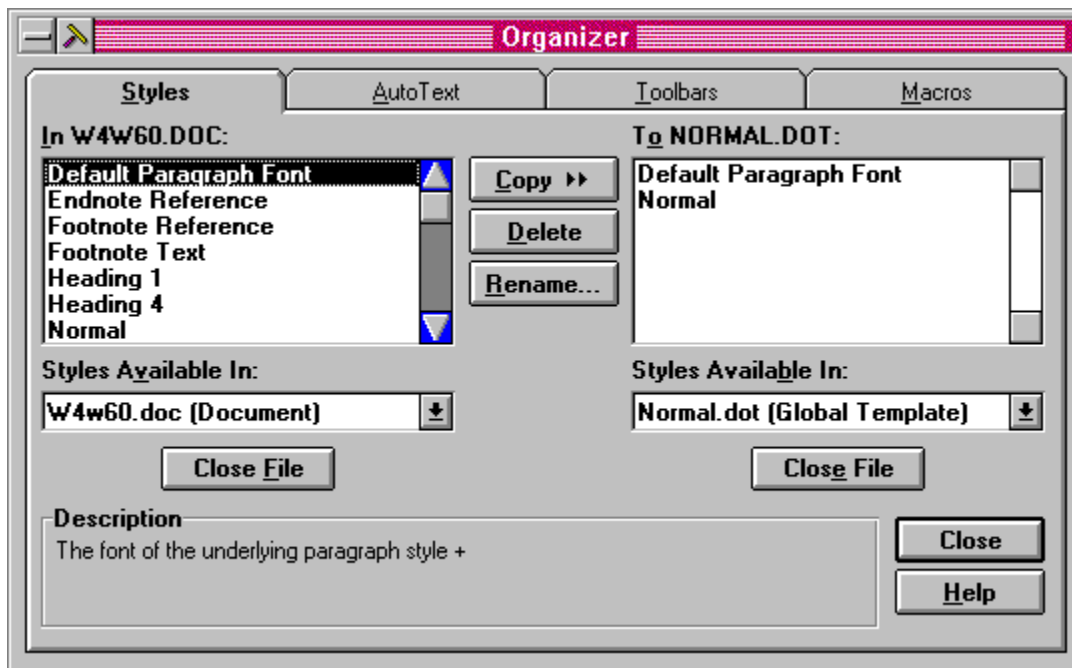 Organizer
Styles AutoText Toolbars Macros
In W4W60.DOC:
Default Paragraph Font
Endnote Reference
Footnote Reference
Footnote Text
Heading 1
Heading 4
Normal
Copy
Delete
Rename...
To NORMAL.DOT:
Default Paragraph Font
Normal
Styles Available In:
W4w60.doc (Document)
Close File
Styles Available In:
Normal.dot (Global Template)
Close File
Description
The font of the underlying paragraph style +
Close
Help